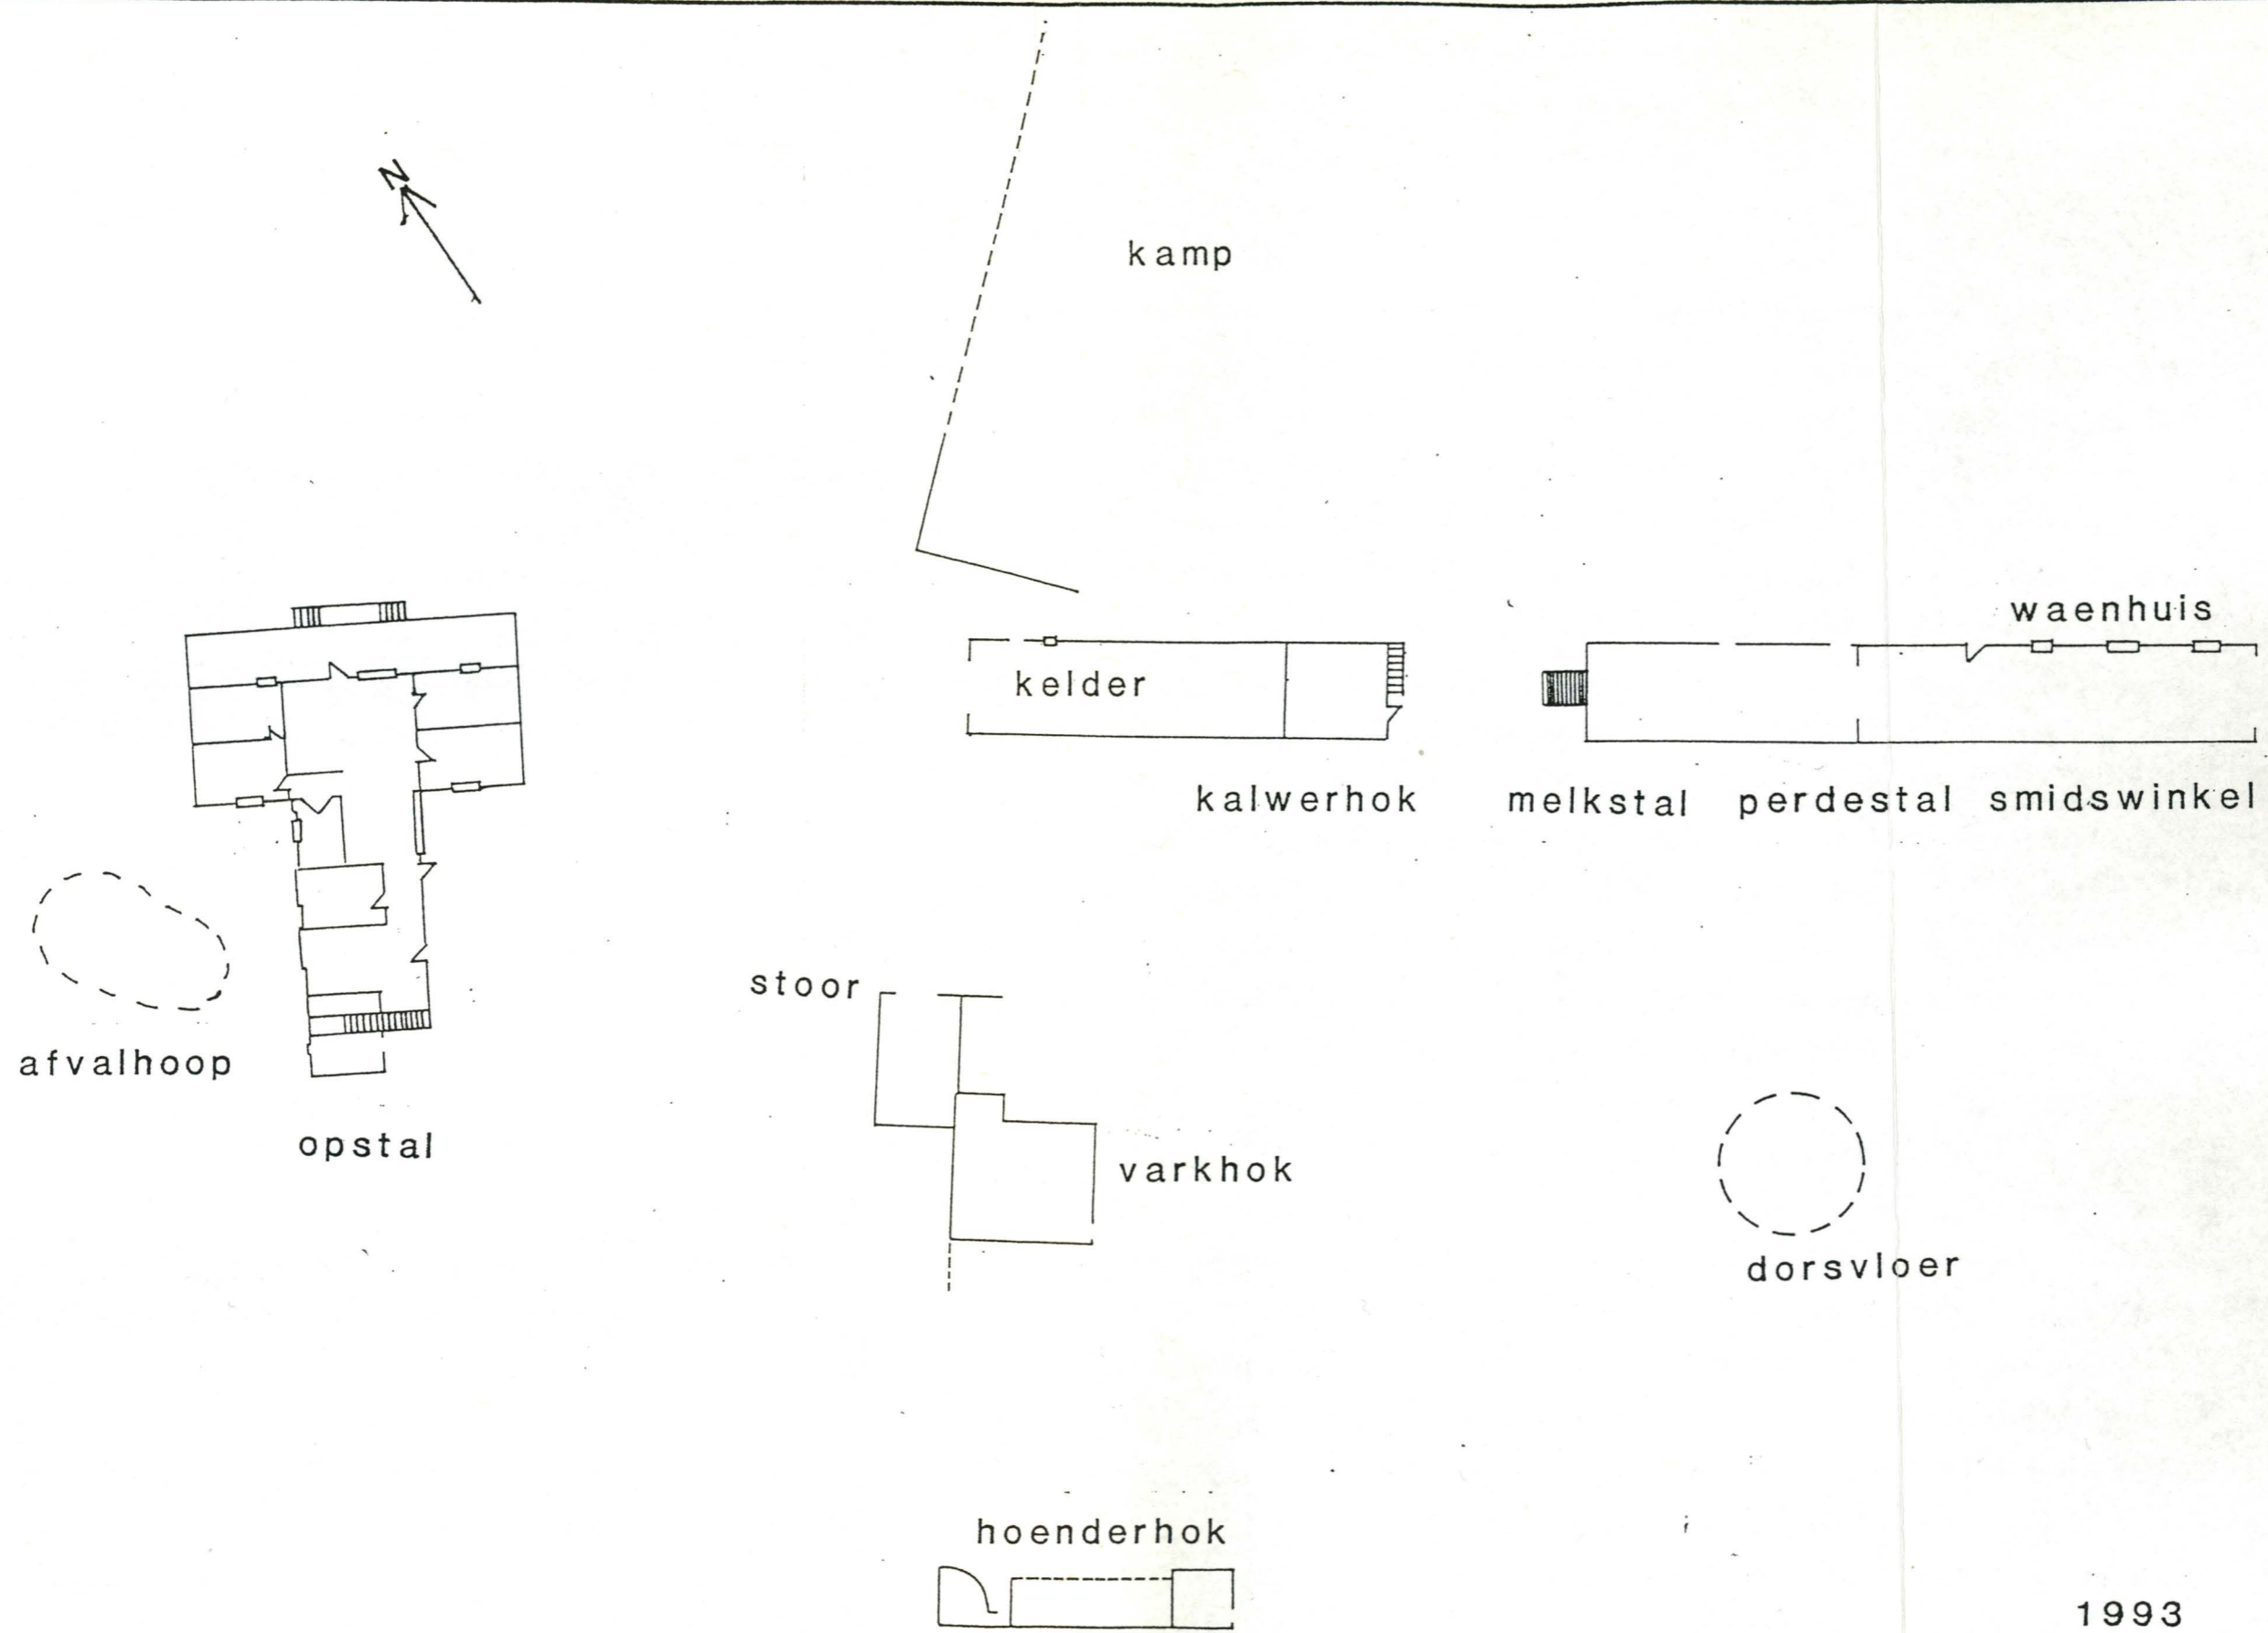 N
kamp
waenhuis
kelder
kalwerhok
melkstal
perdestal
smidswinkel
stoor
afvalhoop
opstal
varkhok
dorsvloer
hoenderhok
1993